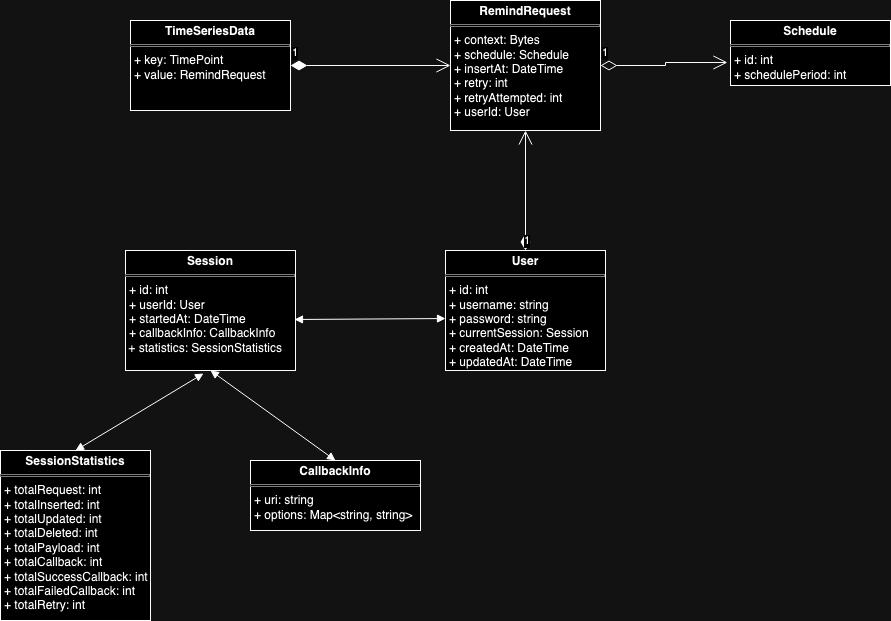 TimeSeriesData
+ key: TimePoint
+ value: RemindRequest
1
RemindRequest
+ context: Bytes
+ schedule: Schedule
+ insertAt: DateTime
+ retry: int
+ retryAttempted: int
+ userId: User
1
Schedule
+ id: int
+ schedulePeriod: int
1
Session
+ id: int
+ userId: User
+ startedAt: DateTime
+ callbackInfo: CallbackInfo
+ statistics: SessionStatistics
User
+ id: int
+ username: string
+ password: string
+ currentSession: Session
+ createdAt: DateTime
+ updatedAt: DateTime
SessionStatistics
+ totalRequest: int
+ totalInserted: int
+ totalUpdated: int
+ totalDeleted: int
+ totalPayload: int
+ totalCallback: int
+ totalSuccessCallback: int
+ totalFailedCallback: int
+ totalRetry: int
CallbackInfo
+ uri: string
+ options: Map<string, string>